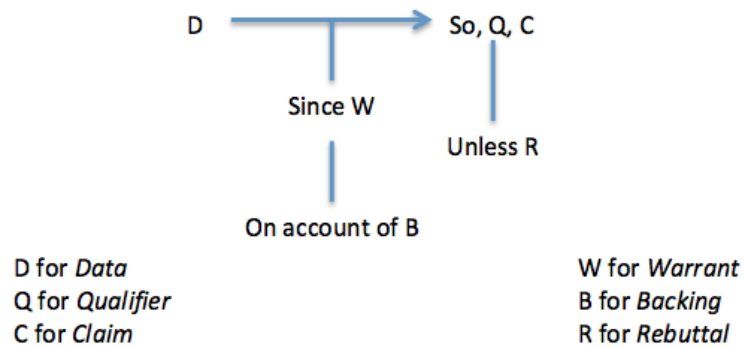 D
So, Q, C
Since W
Unless R
On account of B
D for Data
Q for Qualifier
C for Claim
W for Warrant
B for Backing
R for Rebuttal